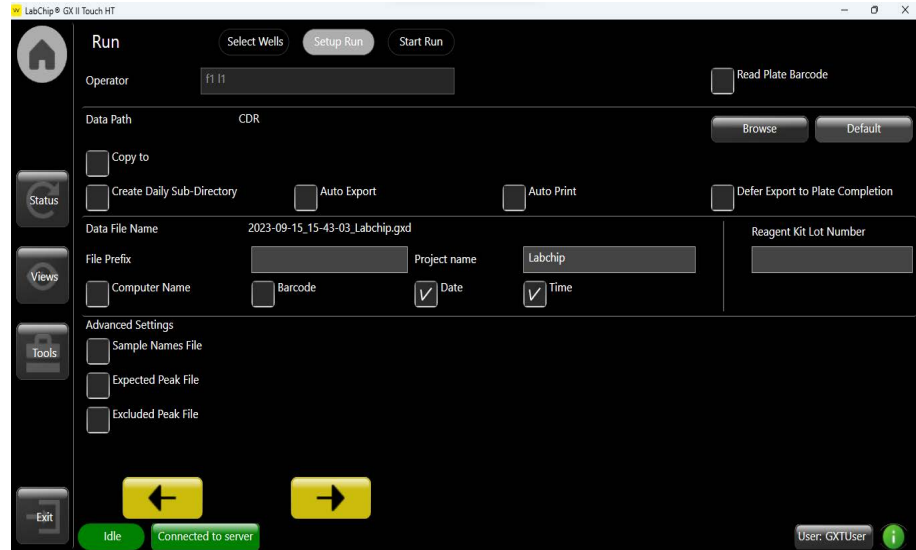 LabChip® GX II Touch HT
Run Select Wells Setup Run Start Run
Operator f1 l1 Read Plate Barcode
Data Path CDR Browse Default
Copy to
Create Daily Sub-Directory Auto Export Auto Print Defer Export to Plate Completion
Status
Data File Name 2023-09-15_15-43-03_Labchip.gxd Reagent Kit Lot Number
File Prefix Project name Labchip
Views
Computer Name Barcode Date Time
Advanced Settings
Sample Names File
Tools
Expected Peak File
Excluded Peak File
Exit
Idle Connected to server User: GXTUser